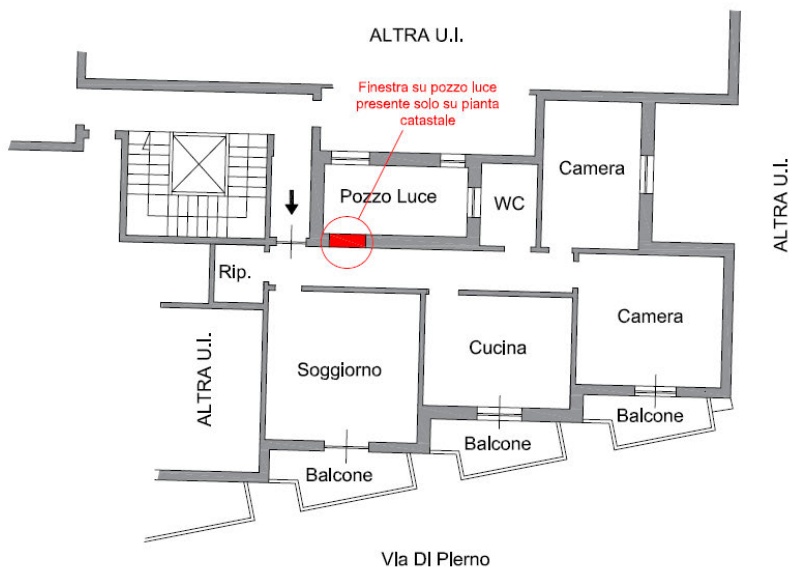 ALTRA U.I.
Finestra su pozzo luce
presente solo su pianta
catastale
Camera
Pozzo Luce
WC
ALTRA U.I.
Rip.
Camera
Cucina
Soggiorno
ALTRA U.I.
Balcone
Balcone
Balcone
Via Di Pierno